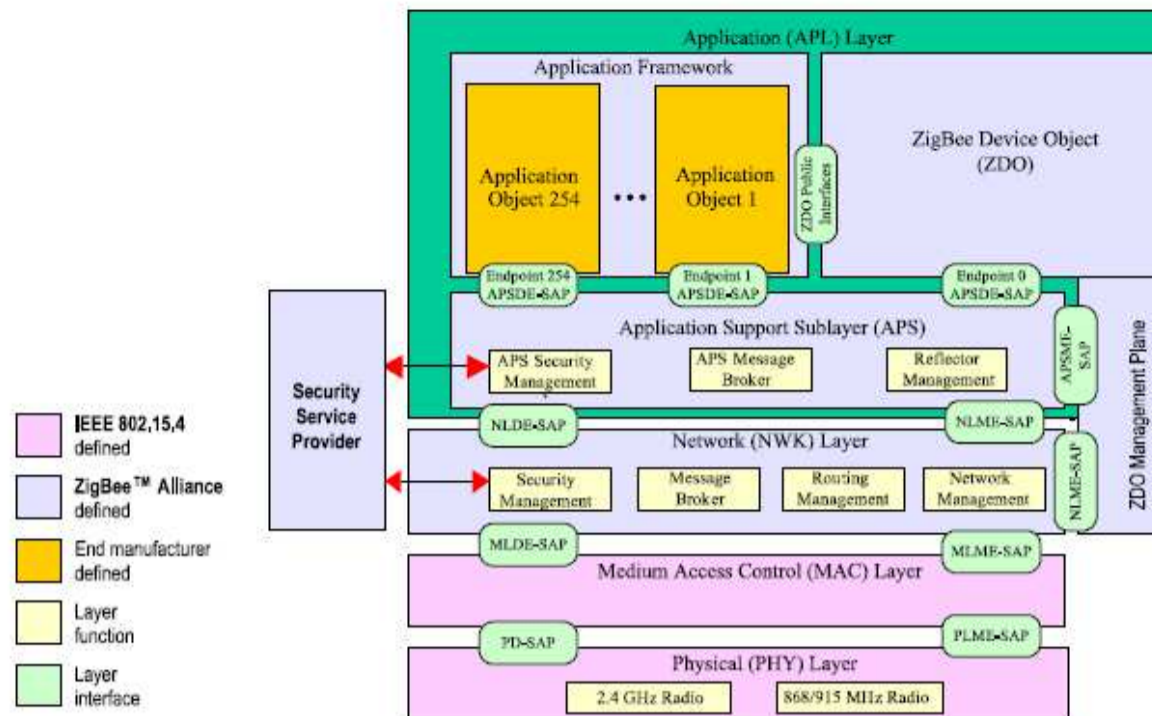 Application (APL) Layer
Application Framework
Application
Object 254
•••
Application
Object 1
ZDO Public
Interfaces
ZigBee Device Object
(ZDO)
Endpoint 254
APSDE-SAP
Endpoint 1
APSDE-SAP
Endpoint 0
APSDE-SAP
Application Support Sublayer (APS)
APS Security
Management
APS Message
Broker
Reflector
Management
APSME-
SAP
ZDO Management Plane
Security
Service
Provider
NLDE-SAP
NLME-SAP
Network (NWK) Layer
Security
Management
Message
Broker
Routing
Management
Network
Management
NLME-SAP
MLDE-SAP
MLME-SAP
Medium Access Control (MAC) Layer
PD-SAP
PLME-SAP
Physical (PHY) Layer
2.4 GHz Radio
868/915 MHz Radio
IEEE 802,15,4
defined
ZigBee™ Alliance
defined
End manufacturer
defined
Layer
function
Layer
interface